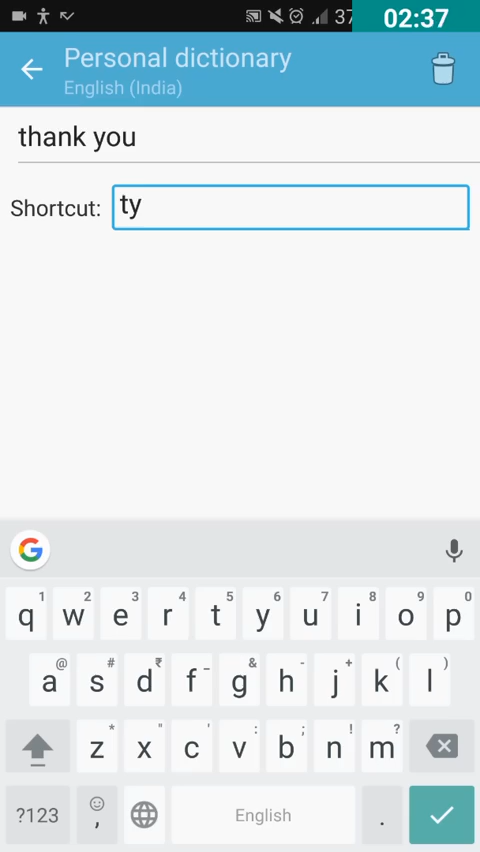 37 02:37
Personal dictionary
English (India)
thank you
Shortcut: ty
G
1 2 3 4 5 6 7 8 9 0
q w e r t y u i o p
@ # ₹ _ & - + ( )
a s d f g h j k l
* " ' : ; ! ?
z x c v b n m
?123 , English .